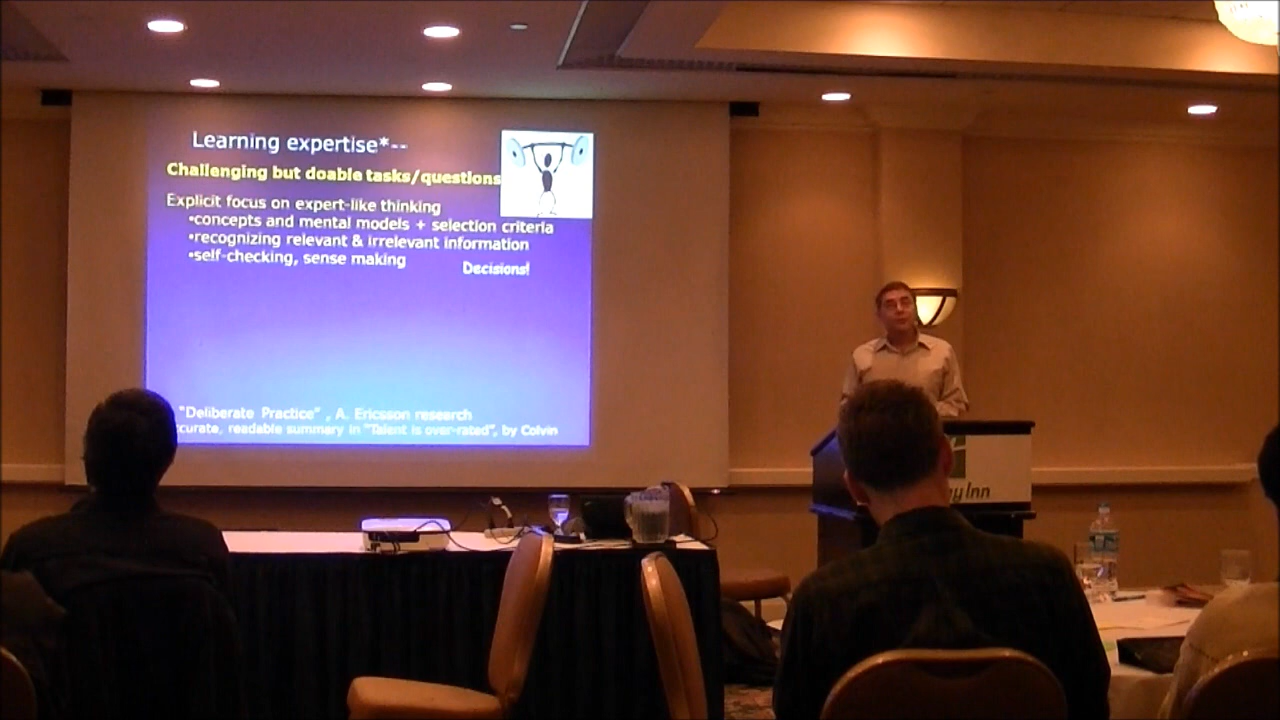 Learning expertise*--
Challenging but doable tasks/questions
Explicit focus on expert-like thinking
•concepts and mental models + selection criteria
•recognizing relevant & irrelevant information
•self-checking, sense making
Decisions!
"Deliberate Practice" , A. Ericsson research
curate, readable summary in "Talent is over-rated", by Colvin
Inn